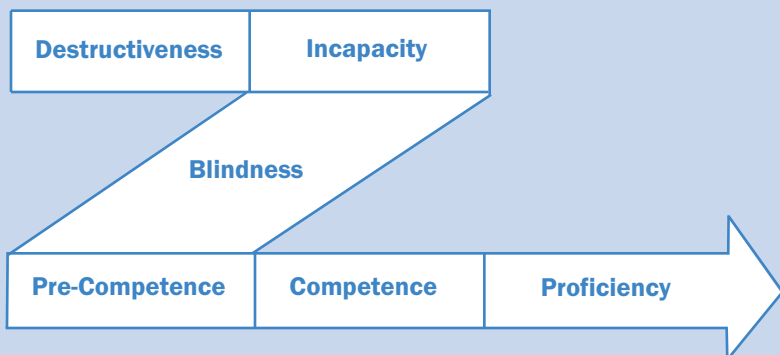 Destructiveness
Incapacity
Blindness
Pre-Competence
Competence
Proficiency